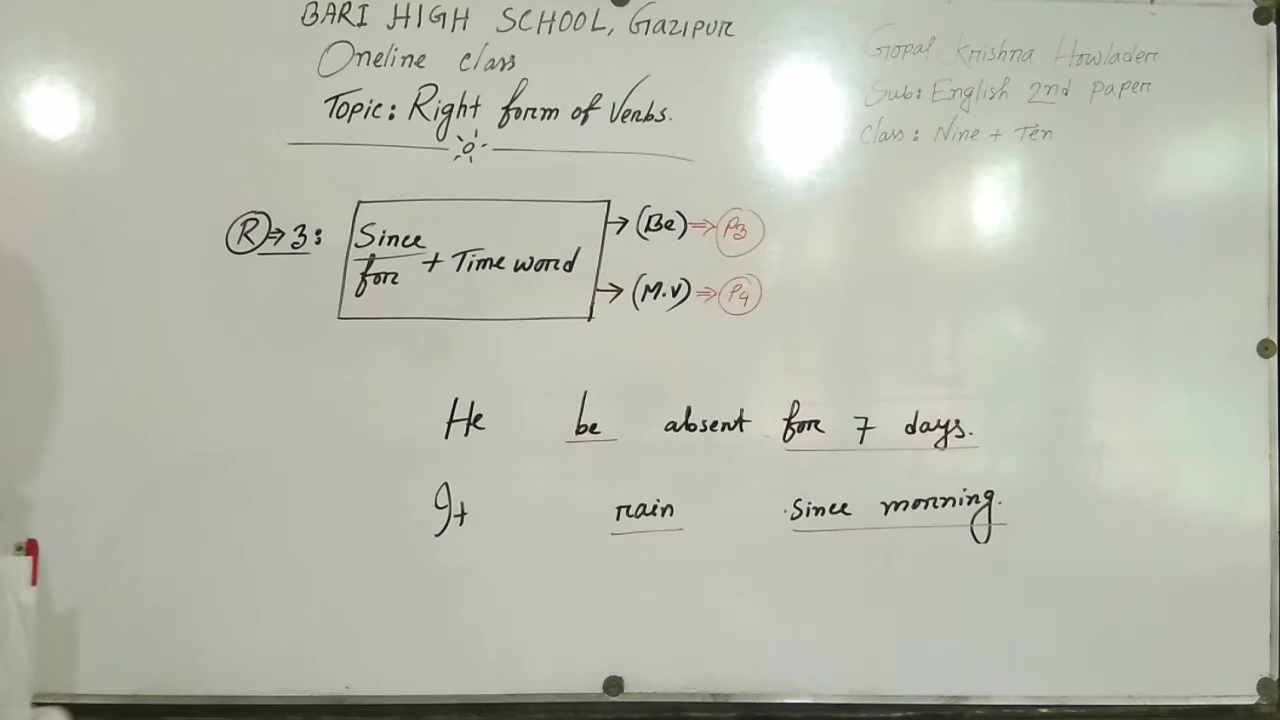 BARI HIGH SCHOOL, Gazipur
Oneline class
Topic: Right form of Verbs.
Gopal Krishna Howlader
Sub: English 2nd paper
Class: Nine + Ten
R ⇒ 3:
Since
for
+ Time word
→ (Be) ⇒ P3
→ (M.V) ⇒ P4
He be absent for 7 days.
It rain Since morning.